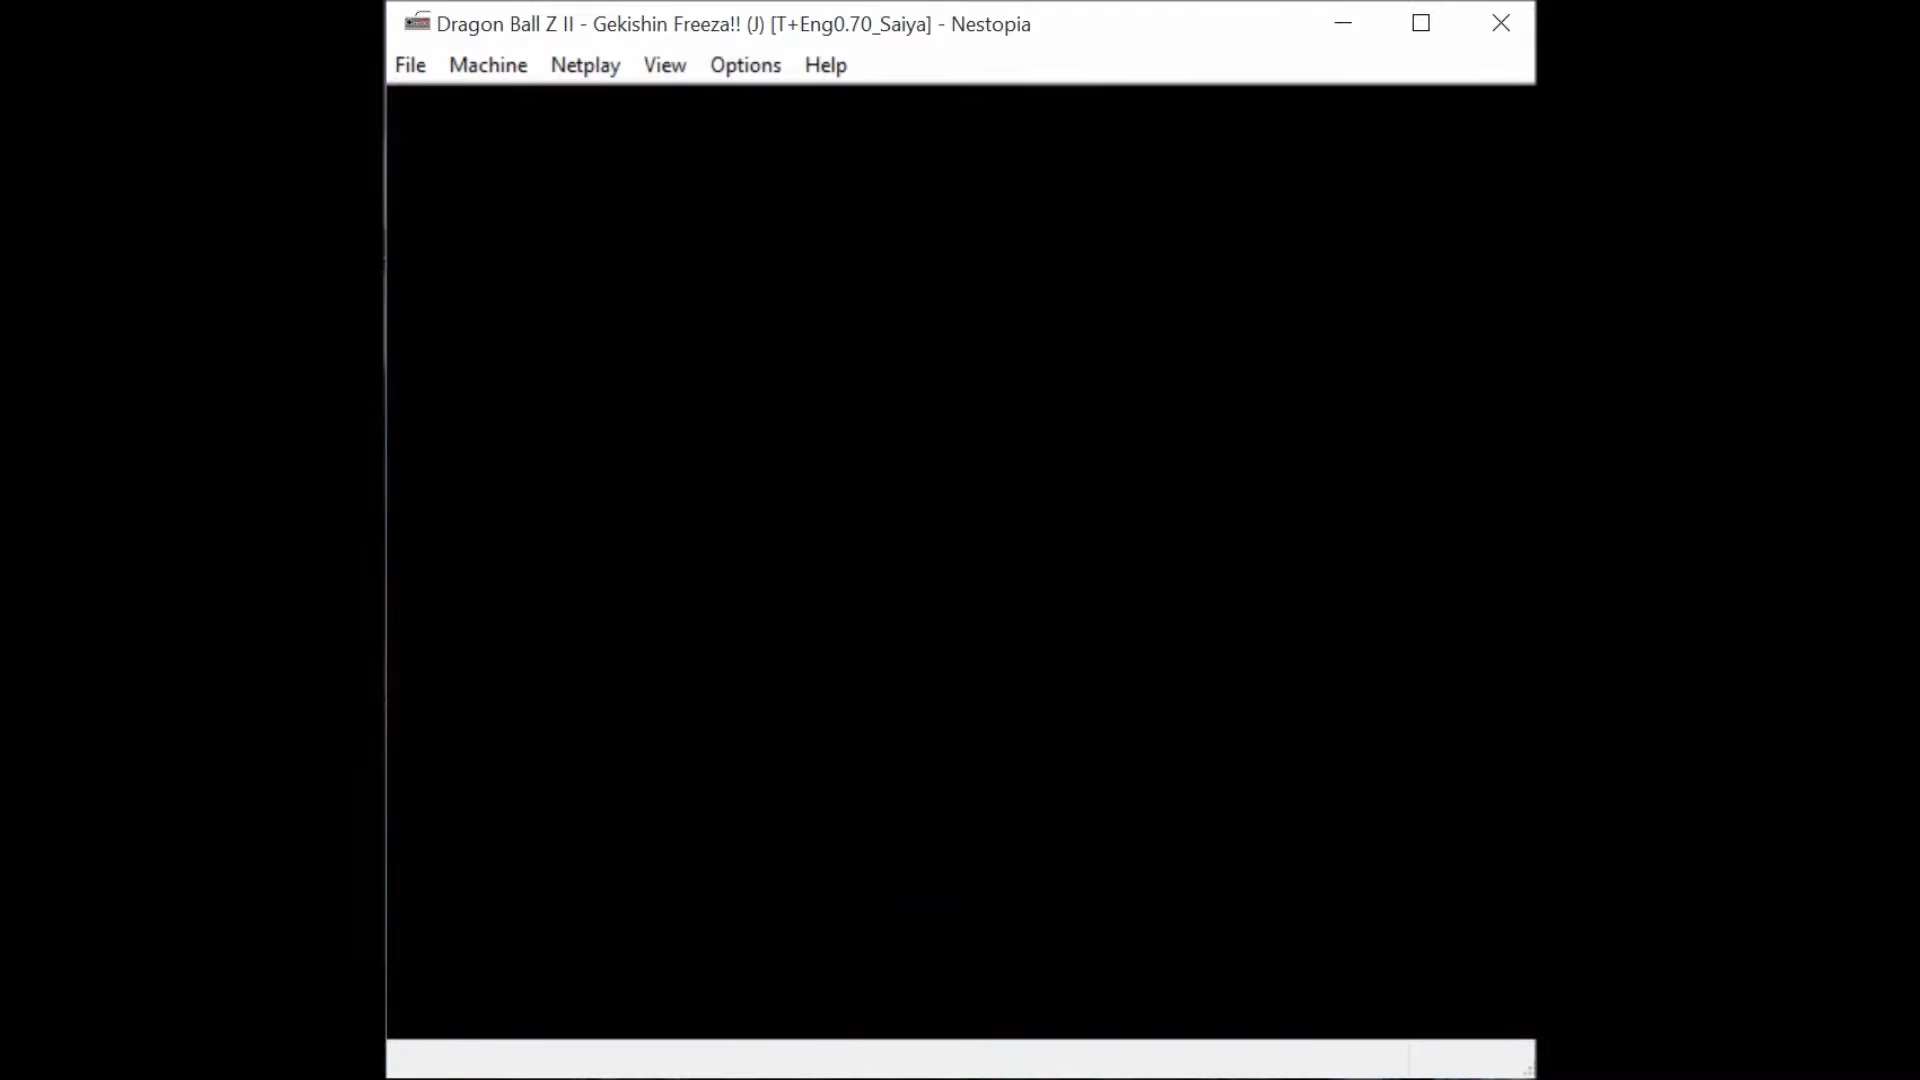 Dragon Ball Z II - Gekishin Freeza!! (J) [T+Eng0.70_Saiya] - Nestopia
File Machine Netplay View Options Help